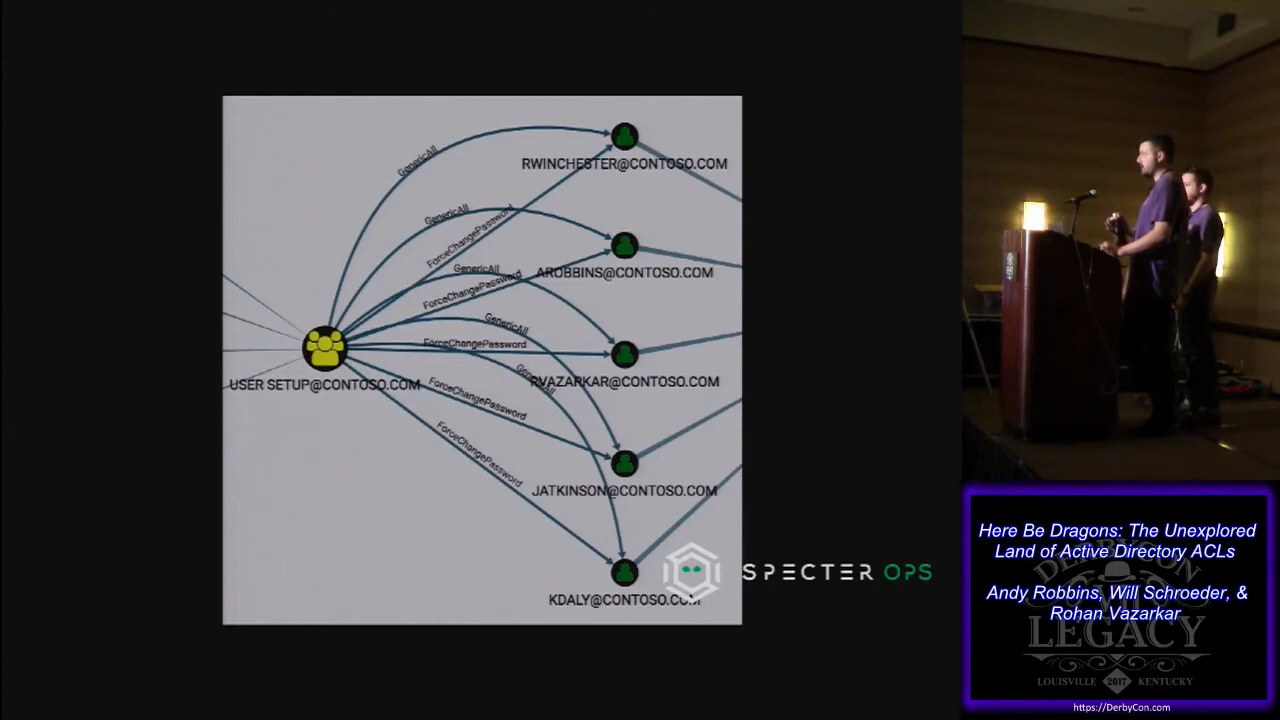 GenericAll
RWINCHESTER@CONTOSO.COM
GenericAll
ForceChangePassword
GenericAll
AROBBINS@CONTOSO.COM
ForceChangePassword
GenericAll
ForceChangePassword
GenericAll
RVAZARKAR@CONTOSO.COM
USER SETUP@CONTOSO.COM
ForceChangePassword
ForceChangePassword
JATKINSON@CONTOSO.COM
KDALY@CONTOSO.COM
SPECTER OPS
Here Be Dragons: The Unexplored
Land of Active Directory ACLs
Andy Robbins, Will Schroeder, &
Rohan Vazarkar
DERBYCON
LEGACY
LOUISVILLE 2017 KENTUCKY
https://DerbyCon.com